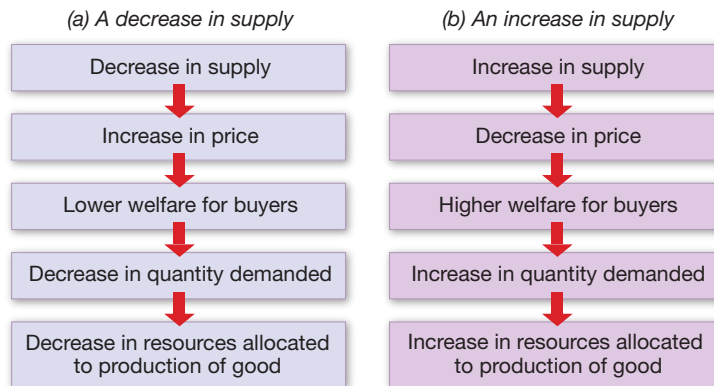 (a) A decrease in supply
Decrease in supply
Increase in price
Lower welfare for buyers
Decrease in quantity demanded
Decrease in resources allocated
to production of good
(b) An increase in supply
Increase in supply
Decrease in price
Higher welfare for buyers
Increase in quantity demanded
Increase in resources allocated
to production of good